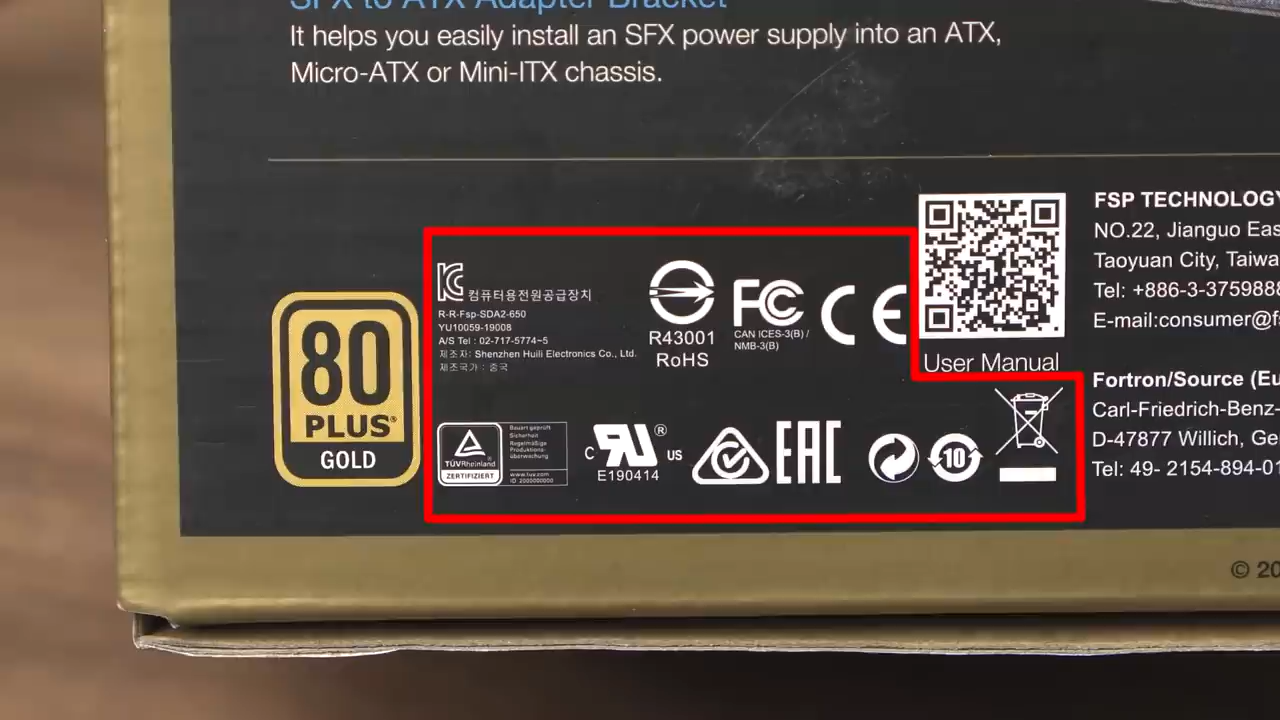 SFX to ATX Adapter Bracket
It helps you easily install an SFX power supply into an ATX,
Micro-ATX or Mini-ITX chassis.
80
PLUS®
GOLD
컴퓨터용전원공급장치
R-R-Fsp-SDA2-650
YU10059-19008
A/S Tel : 02-717-5774~5
제조자: Shenzhen Huili Electronics Co., Ltd.
제조국가 : 중국
R43001
RoHS
FC
CAN ICES-3(B) /
NMB-3(B)
CE
TÜVRheinland®
ZERTIFIZIERT
Bauart geprüft
Sicherheit
Regelmäßige
Produktions-
überwachung
www.tuv.com
ID 2000000000
C
US
®
E190414
EAC
10
User Manual
FSP TECHNOLOGY
NO.22, Jianguo Eas
Taoyuan City, Taiwa
Tel: +886-3-3759888
E-mail:consumer@fs
Fortron/Source (Eu
Carl-Friedrich-Benz-
D-47877 Willich, Ge
Tel: 49- 2154-894-01
© 20